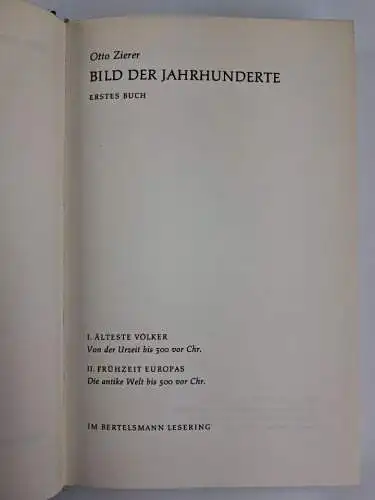 Otto Zierer
BILD DER JAHRHUNDERTE
ERSTES BUCH
I. ÄLTESTE VÖLKER
Von der Urzeit bis 500 vor Chr.
II. FRÜHZEIT EUROPAS
Die antike Welt bis 500 vor Chr.
IM BERTELSMANN LESERING